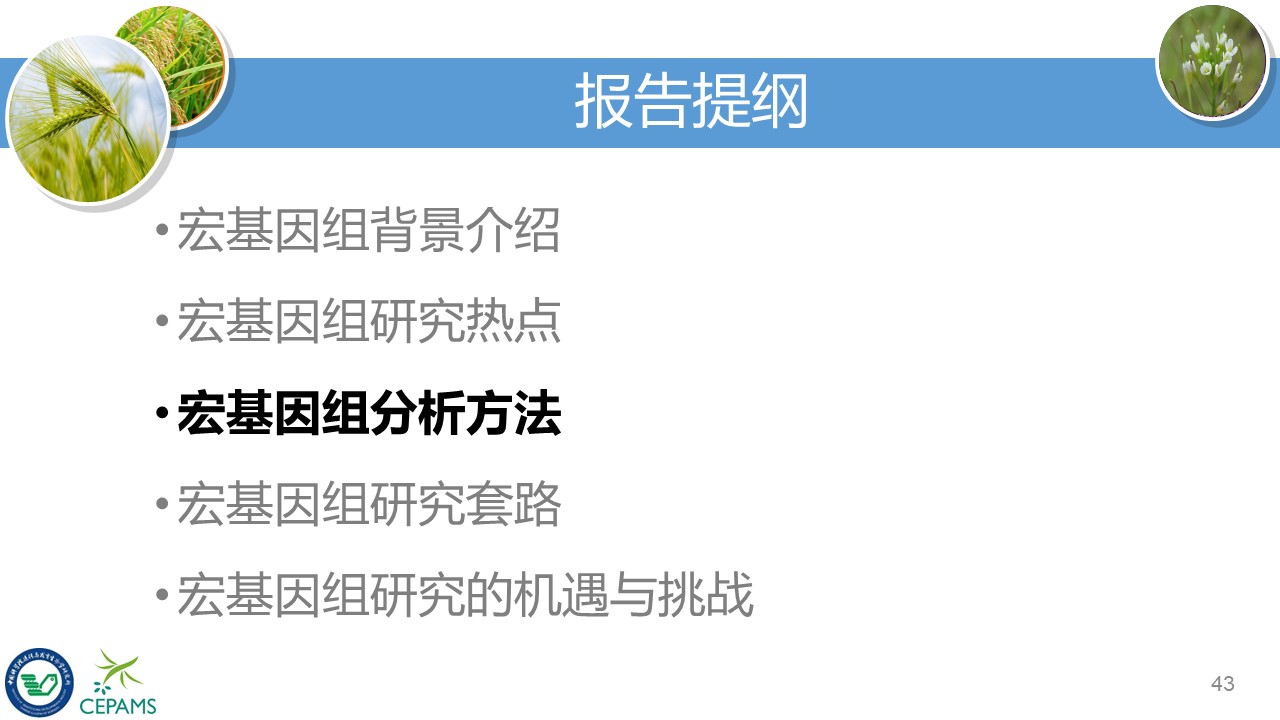 报告提纲
• 宏基因组背景介绍
• 宏基因组研究热点
• 宏基因组分析方法
• 宏基因组研究套路
• 宏基因组研究的机遇与挑战
CEPAMS
43